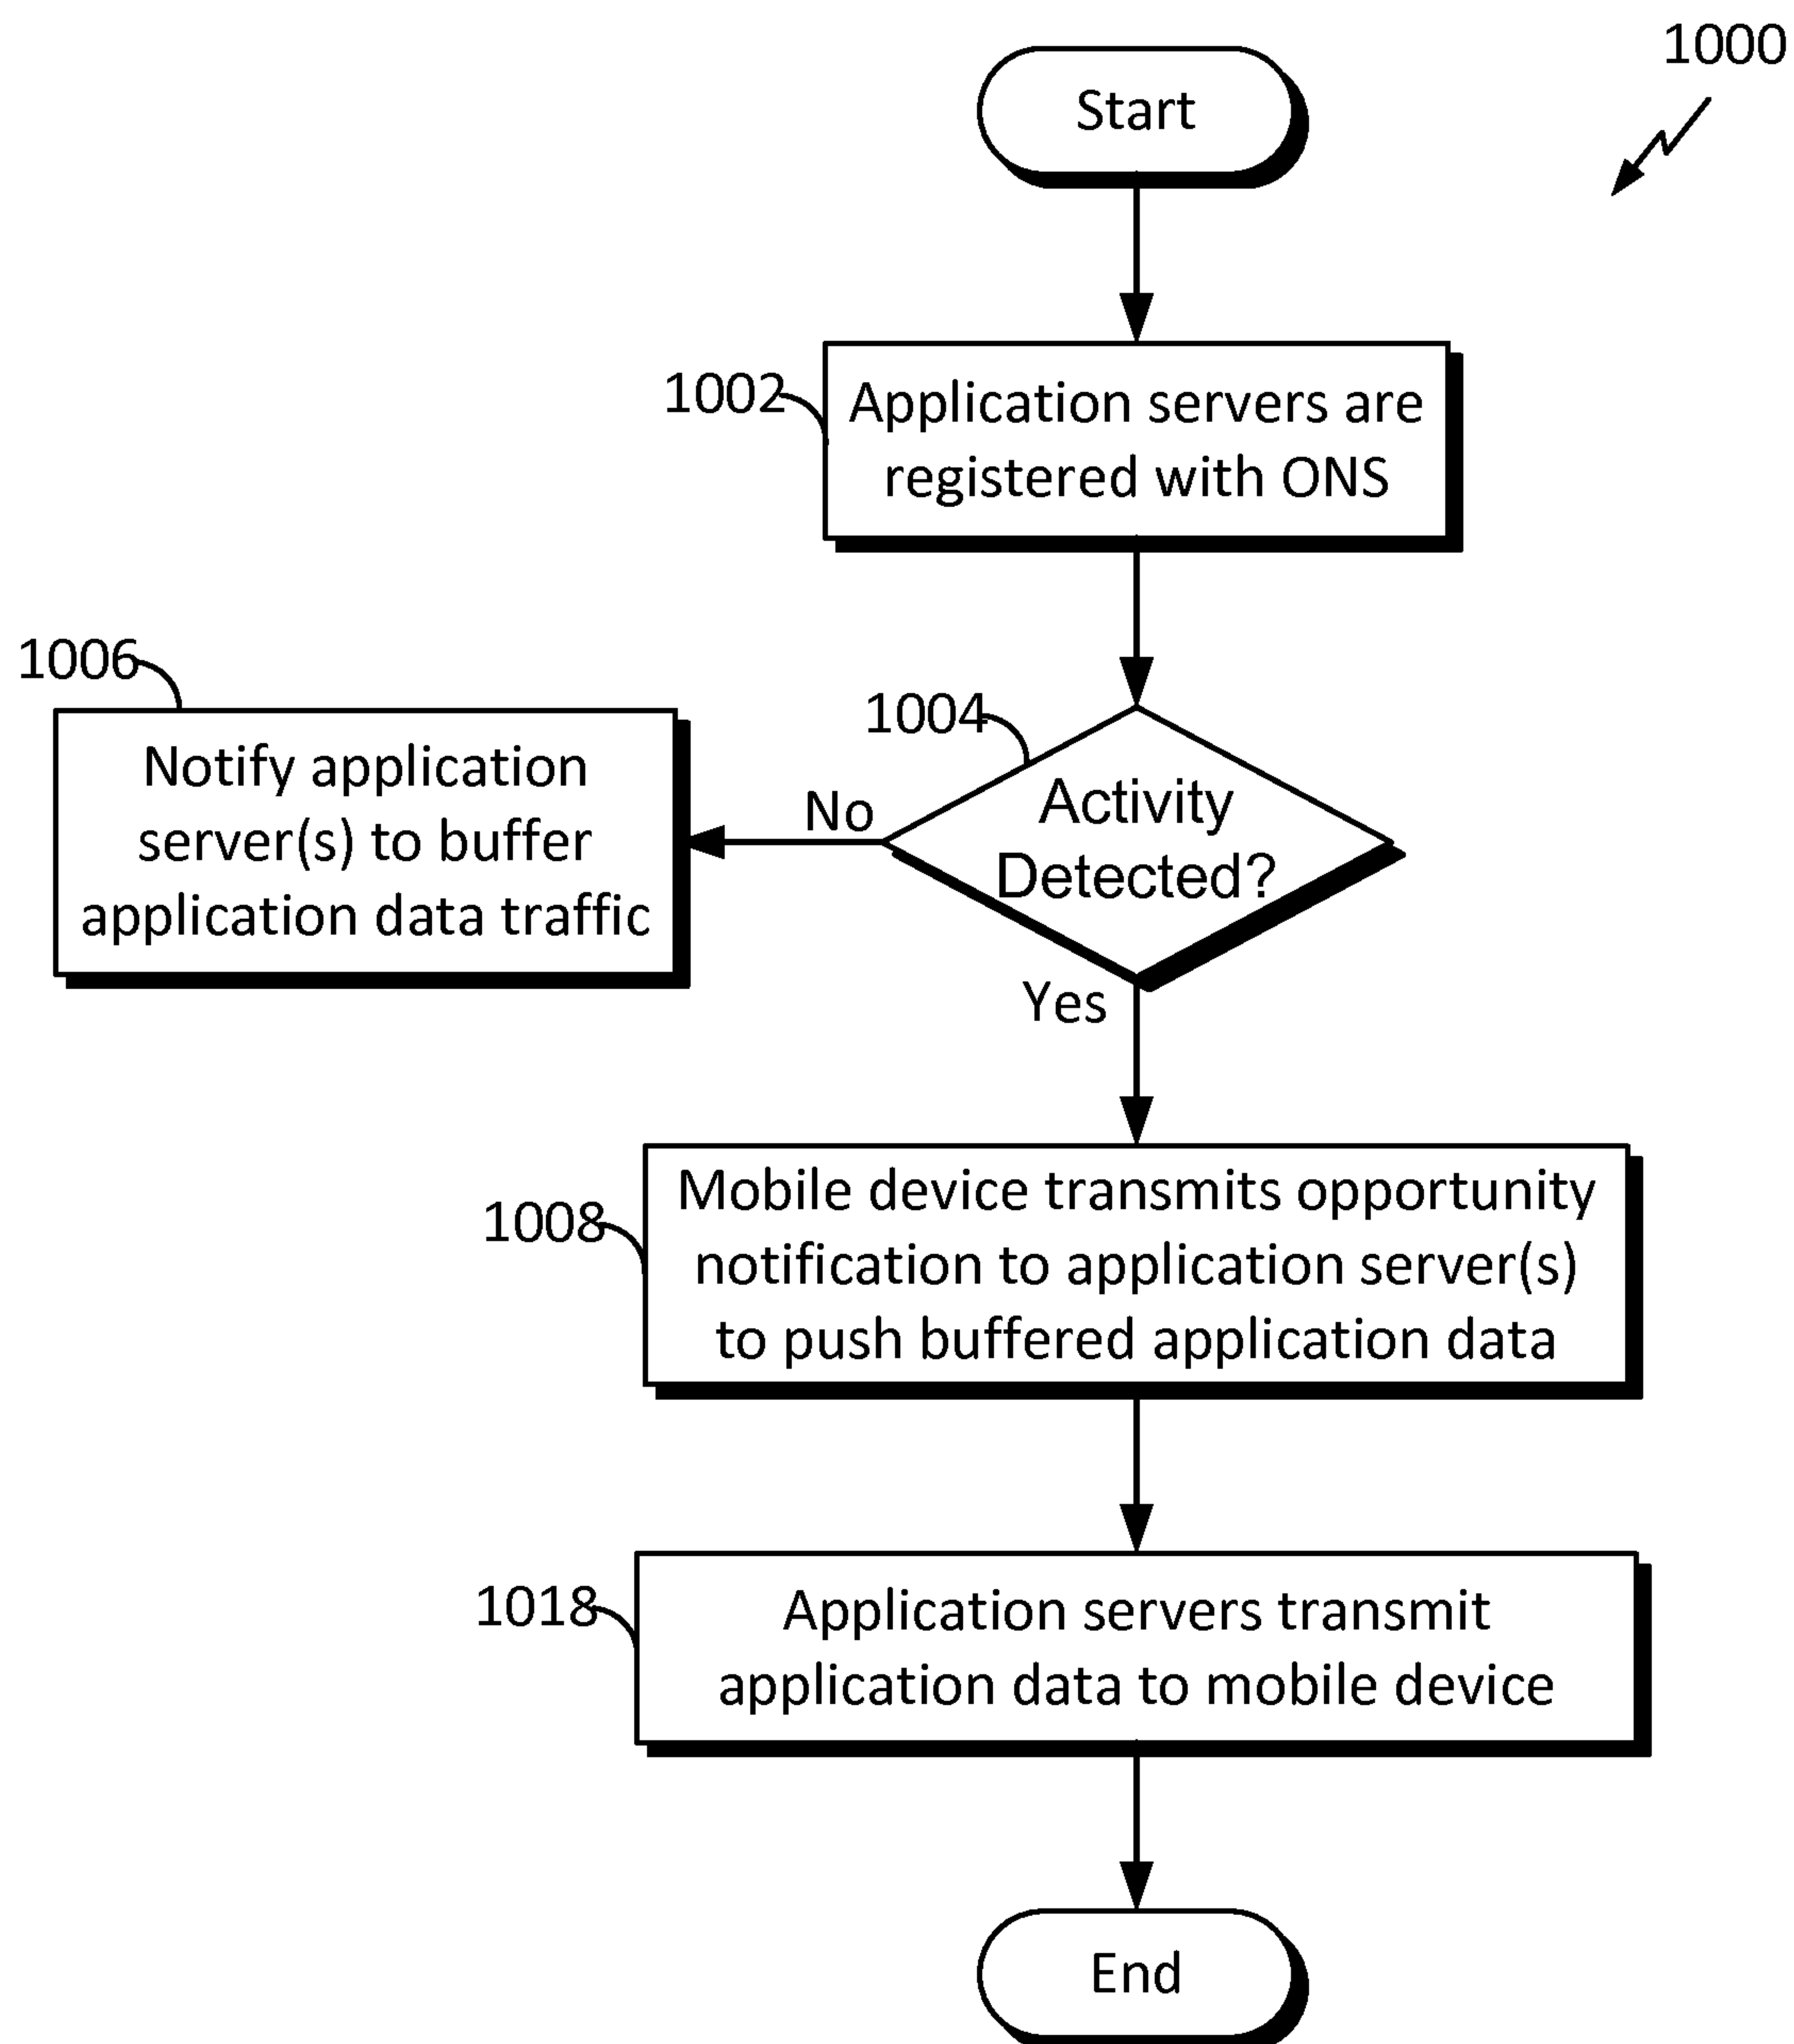 1000
Start
1002
Application servers are
registered with ONS
1006
Notify application
server(s) to buffer
application data traffic
1004
Activity
Detected?
No
Yes
1008
Mobile device transmits opportunity
notification to application server(s)
to push buffered application data
1018
Application servers transmit
application data to mobile device
End